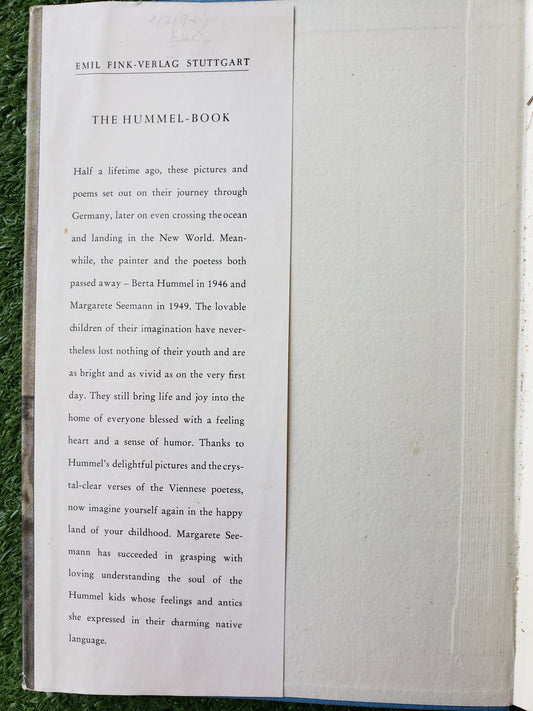 EMIL FINK-VERLAG STUTTGART
THE HUMMEL-BOOK
Half a lifetime ago, these pictures and
poems set out on their journey through
Germany, later on even crossing the ocean
and landing in the New World. Mean-
while, the painter and the poetess both
passed away – Berta Hummel in 1946 and
Margarete Seemann in 1949. The lovable
children of their imagination have never-
theless lost nothing of their youth and are
as bright and as vivid as on the very first
day. They still bring life and joy into the
home of everyone blessed with a feeling
heart and a sense of humor. Thanks to
Hummel's delightful pictures and the crys-
tal-clear verses of the Viennese poetess,
now imagine yourself again in the happy
land of your childhood. Margarete See-
mann has succeeded in grasping with
loving understanding the soul of the
Hummel kids whose feelings and antics
she expressed in their charming native
language.